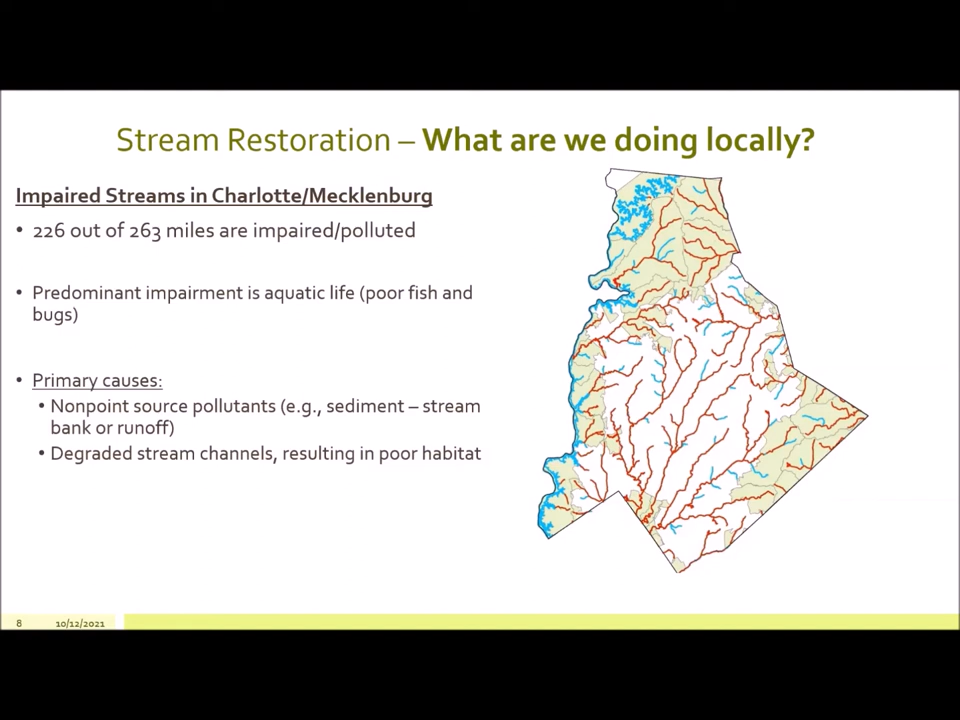 Stream Restoration – What are we doing locally?
Impaired Streams in Charlotte/Mecklenburg
• 226 out of 263 miles are impaired/polluted
• Predominant impairment is aquatic life (poor fish and
bugs)
• Primary causes:
• Nonpoint source pollutants (e.g., sediment – stream
bank or runoff)
• Degraded stream channels, resulting in poor habitat
8 10/12/2021